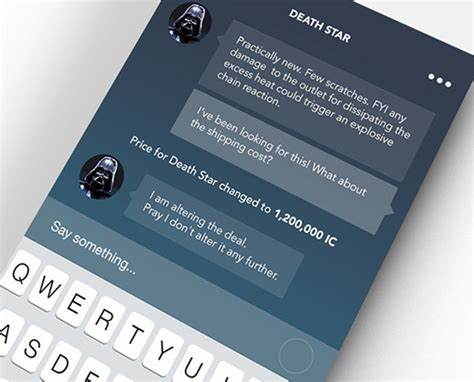 DEATH STAR
Practically new. Few scratches. FYI any
damage to the outlet for dissipating the
excess heat could trigger an explosive
chain reaction.
I've been looking for this! What about
the shipping cost?
Price for Death Star changed to 1,200,000 IC
I am altering the deal.
Pray I don't alter it any further.
Say something...
QWERTYU
ASDF